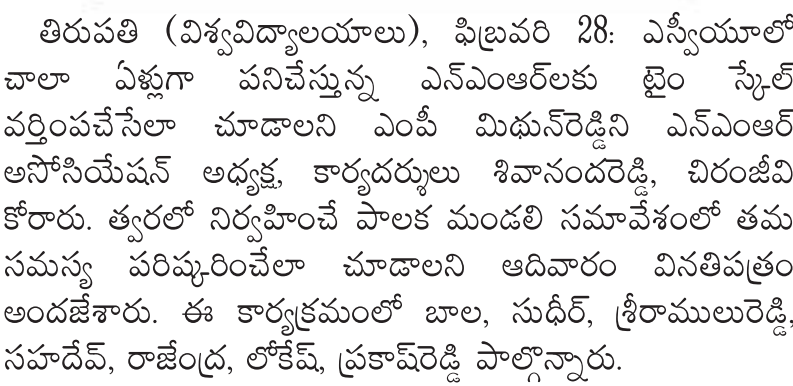 తిరుపతి (విశ్వవిద్యాలయాలు), ఫిబ్రవరి 28: ఎస్వీయూలో
చాలా ఏళ్లుగా పనిచేస్తున్న ఎన్ఎంఆర్‌లకు టైం స్కేల్
వర్తింపచేసేలా చూడాలని ఎంపీ మిథున్‌రెడ్డిని ఎన్ఎంఆర్
అసోసియేషన్ అధ్యక్ష, కార్యదర్శులు శివానందరెడ్డి, చిరంజీవి
కోరారు. త్వరలో నిర్వహించే పాలక మండలి సమావేశంలో తమ
సమస్య పరిష్కరించేలా చూడాలని ఆదివారం వినతిపత్రం
అందజేశారు. ఈ కార్యక్రమంలో బాల, సుధీర్, శ్రీరాములురెడ్డి,
సహదేవ్, రాజేంద్ర, లోకేష్, ప్రకాష్‌రెడ్డి పాల్గొన్నారు.